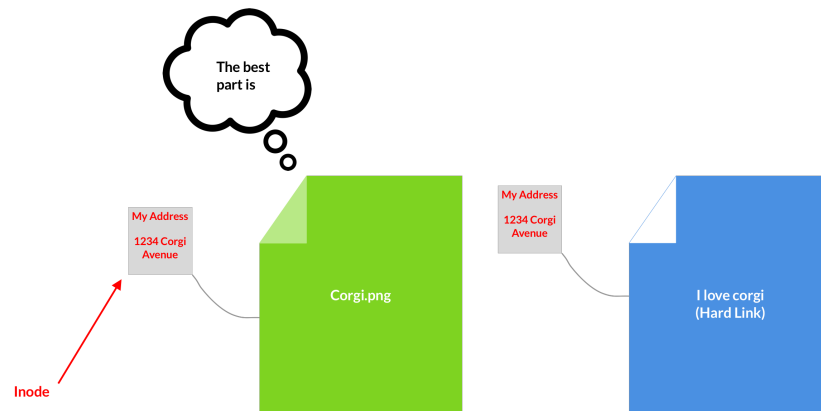 The best
part is
My Address
1234 Corgi
Avenue
My Address
1234 Corgi
Avenue
Corgi.png
I love corgi
(Hard Link)
Inode